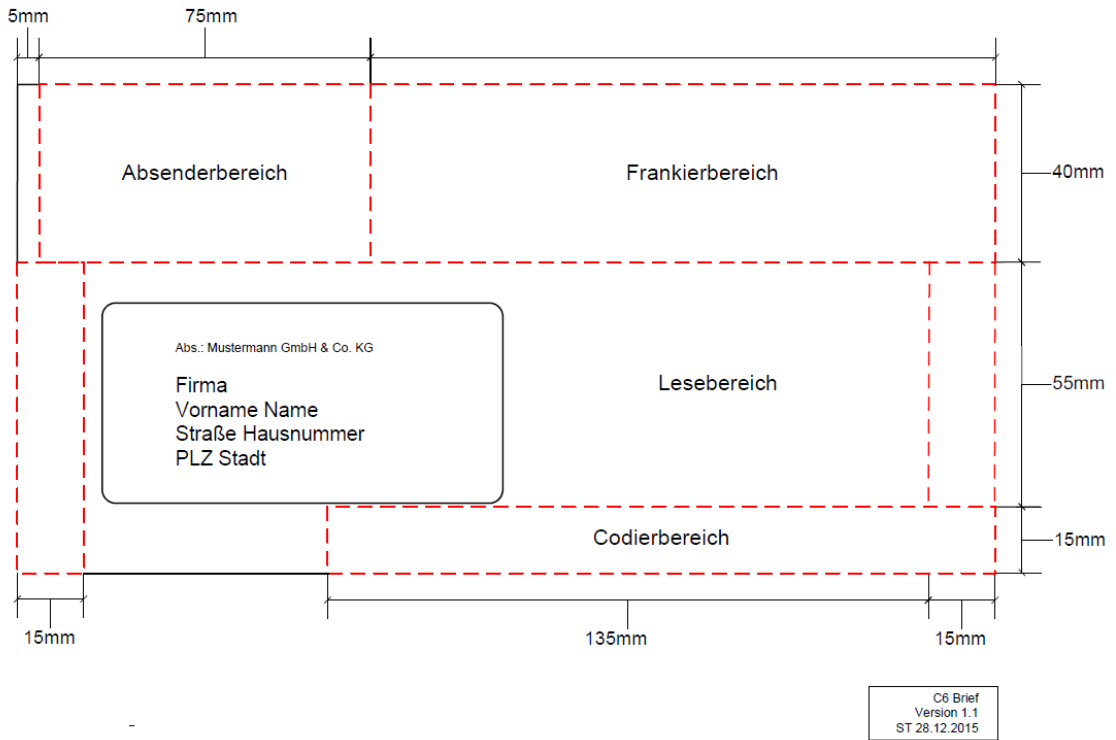 5mm
75mm
Absenderbereich
Frankierbereich
40mm
Abs.: Mustermann GmbH & Co. KG
Firma
Vorname Name
Straße Hausnummer
PLZ Stadt
Lesebereich
55mm
Codierbereich
15mm
15mm
135mm
15mm
C6 Brief
Version 1.1
ST 28.12.2015